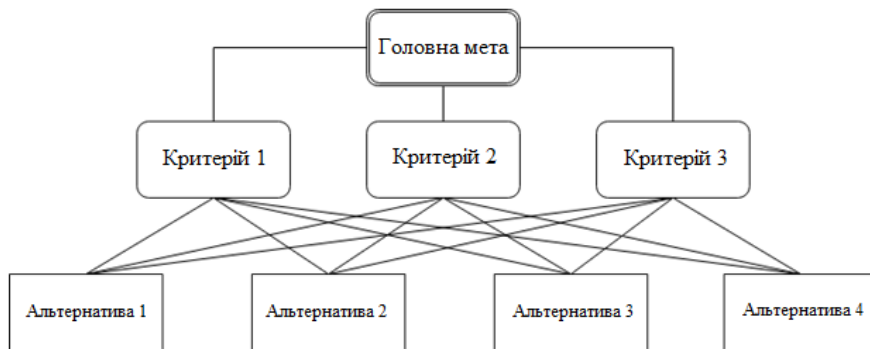 Головна мета
Критерій 1
Критерій 2
Критерій 3
Альтернатива 1
Альтернатива 2
Альтернатива 3
Альтернатива 4